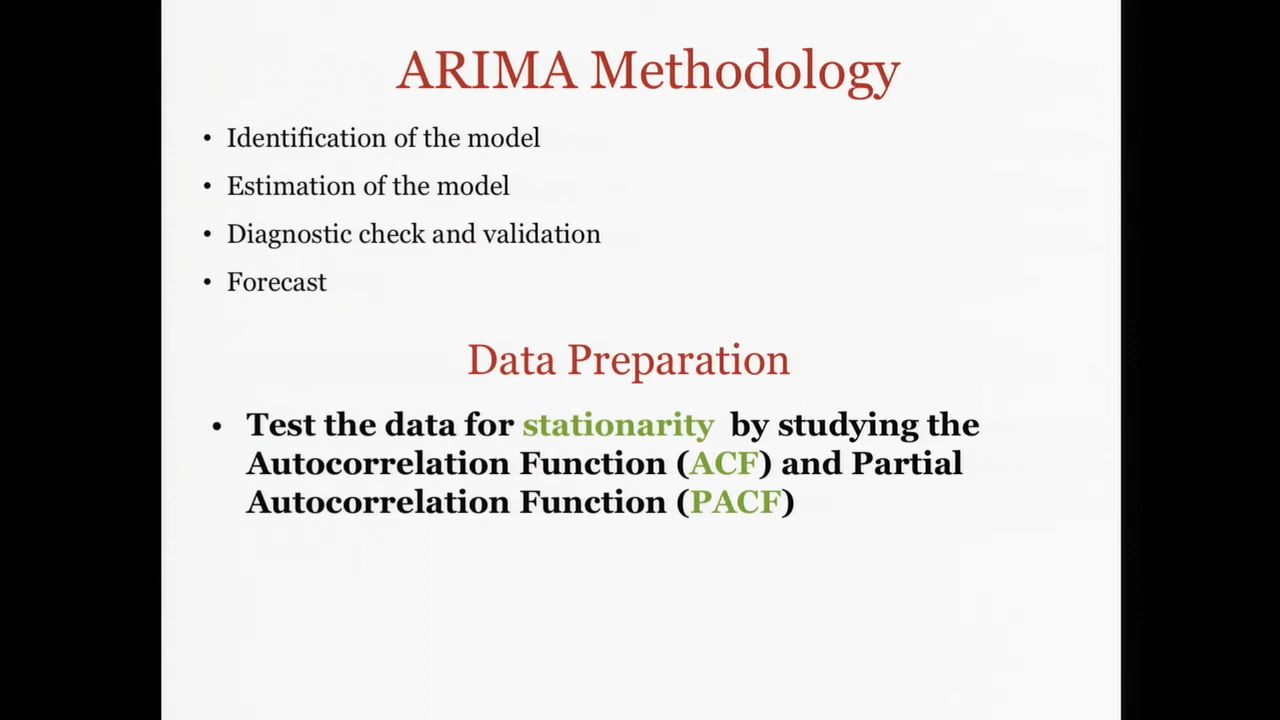 ARIMA Methodology
• Identification of the model
• Estimation of the model
• Diagnostic check and validation
• Forecast
Data Preparation
• Test the data for stationarity by studying the
Autocorrelation Function (ACF) and Partial
Autocorrelation Function (PACF)